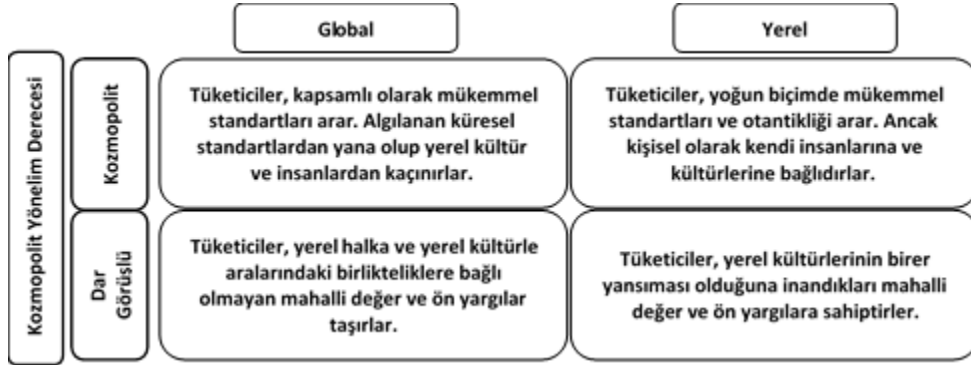 Global
Yerel
Kozmopolit Yönelim Derecesi
Kozmopolit
Tüketiciler, kapsamlı olarak mükemmel
standartları arar. Algılanan küresel
standartlardan yana olup yerel kültür
ve insanlardan kaçınırlar.
Tüketiciler, yoğun biçimde mükemmel
standartları ve otantikliği arar. Ancak
kişisel olarak kendi insanlarına ve
kültürlerine bağlıdırlar.
Dar
Görüşlü
Tüketiciler, yerel halka ve yerel kültürle
aralarındaki birlikteliklere bağlı
olmayan mahalli değer ve ön yargılar
taşırlar.
Tüketiciler, yerel kültürlerinin birer
yansıması olduğuna inandıkları mahalli
değer ve ön yargılara sahiptirler.